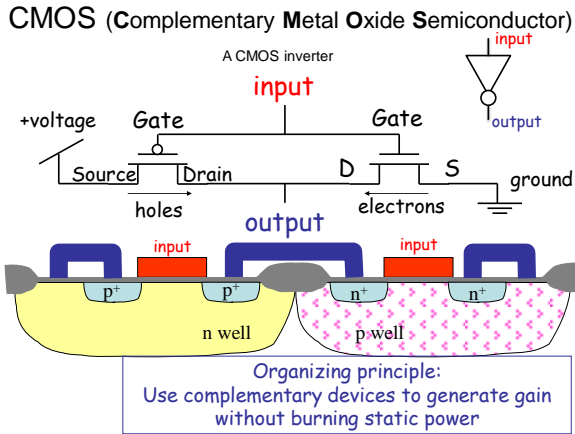 CMOS (Complementary Metal Oxide Semiconductor)
A CMOS inverter
input
input
output
+voltage
Gate
Gate
Source
Drain
D
S
ground
holes
electrons
output
input
input
p+
p+
n+
n+
n well
p well
Organizing principle:
Use complementary devices to generate gain
without burning static power